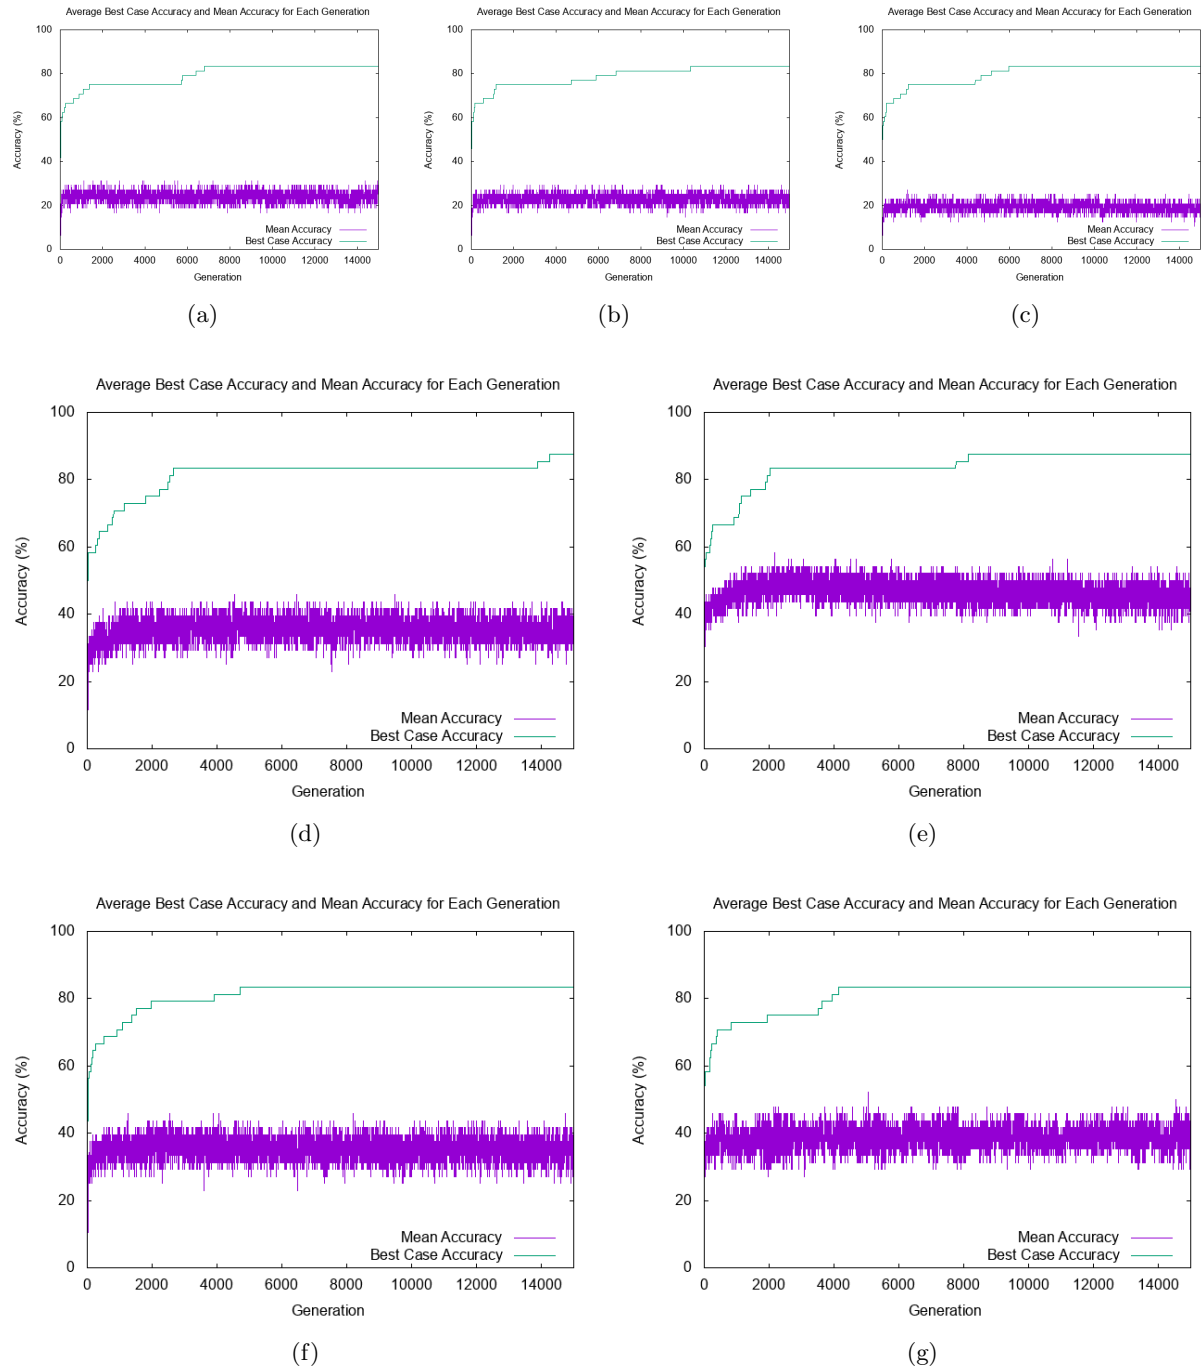 Average Best Case Accuracy and Mean Accuracy for Each Generation
100
80
60
40
20
0
Accuracy (%)
0 2000 4000 6000 8000 10000 12000 14000
Generation
Mean Accuracy
Best Case Accuracy
(a)
Average Best Case Accuracy and Mean Accuracy for Each Generation
100
80
60
40
20
0
Accuracy (%)
0 2000 4000 6000 8000 10000 12000 14000
Generation
Mean Accuracy
Best Case Accuracy
(b)
Average Best Case Accuracy and Mean Accuracy for Each Generation
100
80
60
40
20
0
Accuracy (%)
0 2000 4000 6000 8000 10000 12000 14000
Generation
Mean Accuracy
Best Case Accuracy
(c)
Average Best Case Accuracy and Mean Accuracy for Each Generation
100
80
60
40
20
0
Accuracy (%)
0 2000 4000 6000 8000 10000 12000 14000
Generation
Mean Accuracy
Best Case Accuracy
(d)
Average Best Case Accuracy and Mean Accuracy for Each Generation
100
80
60
40
20
0
Accuracy (%)
0 2000 4000 6000 8000 10000 12000 14000
Generation
Mean Accuracy
Best Case Accuracy
(e)
Average Best Case Accuracy and Mean Accuracy for Each Generation
100
80
60
40
20
0
Accuracy (%)
0 2000 4000 6000 8000 10000 12000 14000
Generation
Mean Accuracy
Best Case Accuracy
(f)
Average Best Case Accuracy and Mean Accuracy for Each Generation
100
80
60
40
20
0
Accuracy (%)
0 2000 4000 6000 8000 10000 12000 14000
Generation
Mean Accuracy
Best Case Accuracy
(g)